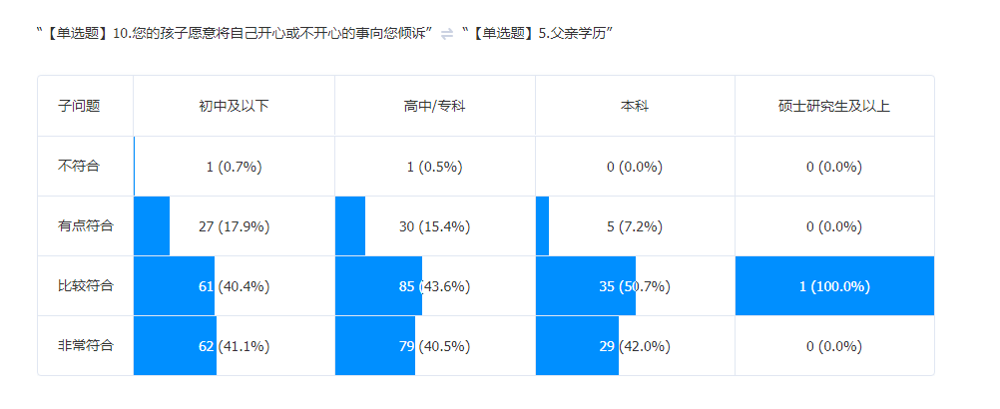 “【单选题】10.您的孩子愿意将自己开心或不开心的事向您倾诉” ⇌ “【单选题】5.父亲学历”
子问题 初中及以下 高中/专科 本科 硕士研究生及以上
不符合 1 (0.7%) 1 (0.5%) 0 (0.0%) 0 (0.0%)
有点符合 27 (17.9%) 30 (15.4%) 5 (7.2%) 0 (0.0%)
比较符合 61 (40.4%) 85 (43.6%) 35 (50.7%) 1 (100.0%)
非常符合 62 (41.1%) 79 (40.5%) 29 (42.0%) 0 (0.0%)